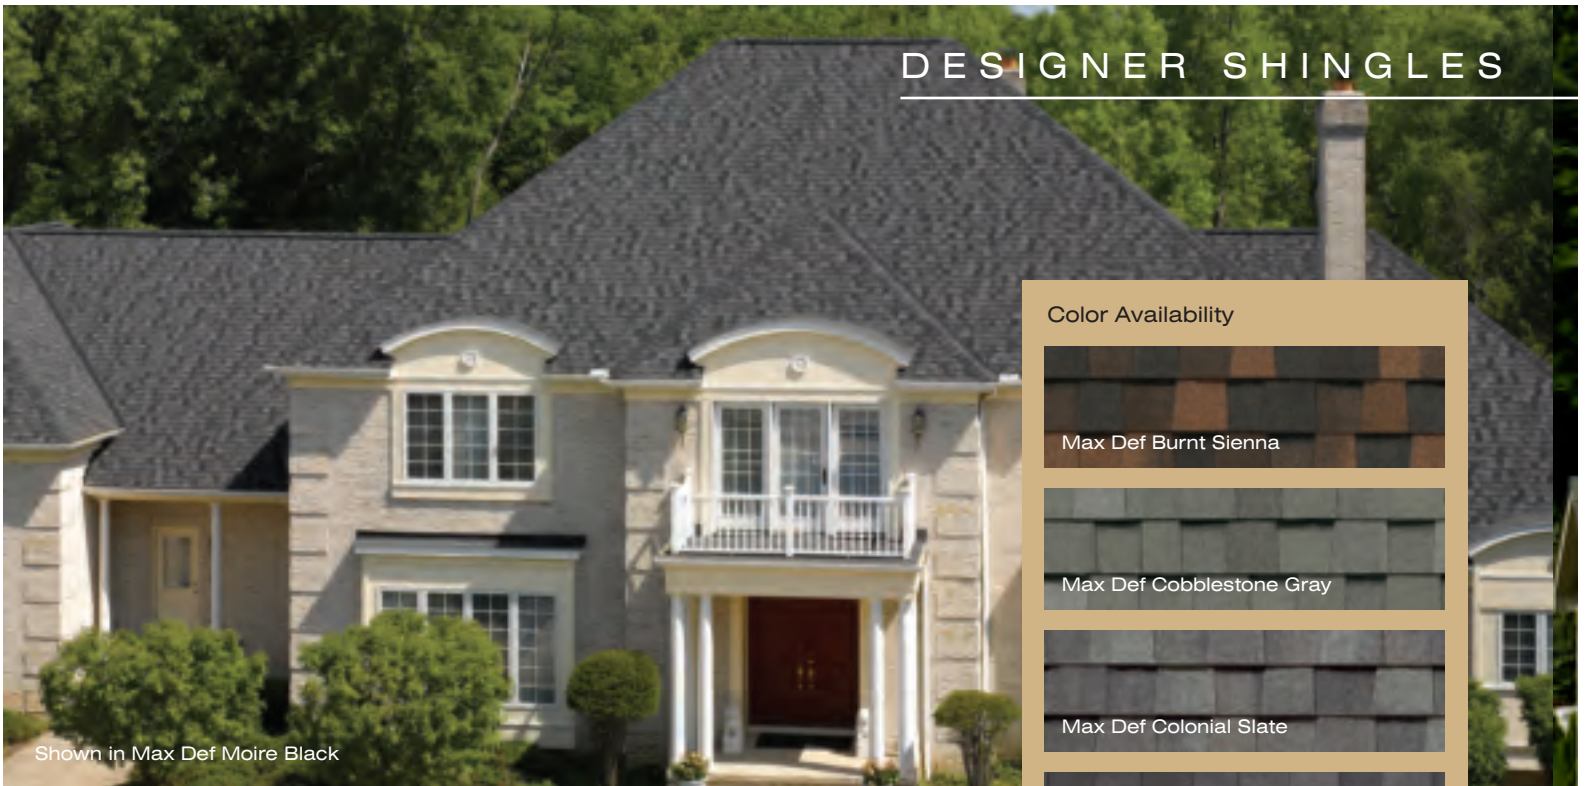 DESIGNER SHINGLES
Color Availability
Max Def Burnt Sienna
Max Def Cobblestone Gray
Max Def Colonial Slate
Shown in Max Def Moire Black